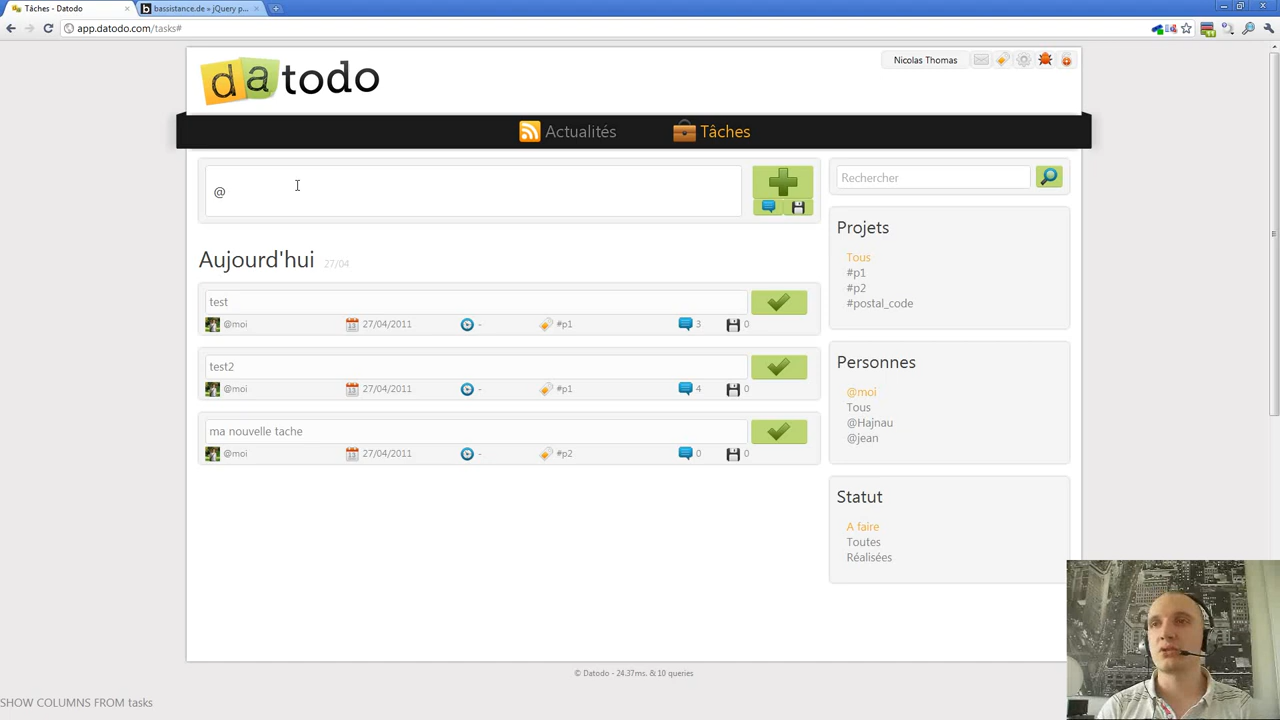 Tâches - Datodo
bassistance.de » jQuery p...
app.datodo.com/tasks#
datodo
Nicolas Thomas
Actualités
Tâches
@
Rechercher
Aujourd'hui 27/04
test
@moi 27/04/2011 - #p1 3 0
test2
@moi 27/04/2011 - #p1 4 0
ma nouvelle tache
@moi 27/04/2011 - #p2 0 0
Projets
Tous
#p1
#p2
#postal_code
Personnes
@moi
Tous
@Hajnau
@jean
Statut
A faire
Toutes
Réalisées
© Datodo - 24.37ms. & 10 queries
SHOW COLUMNS FROM tasks